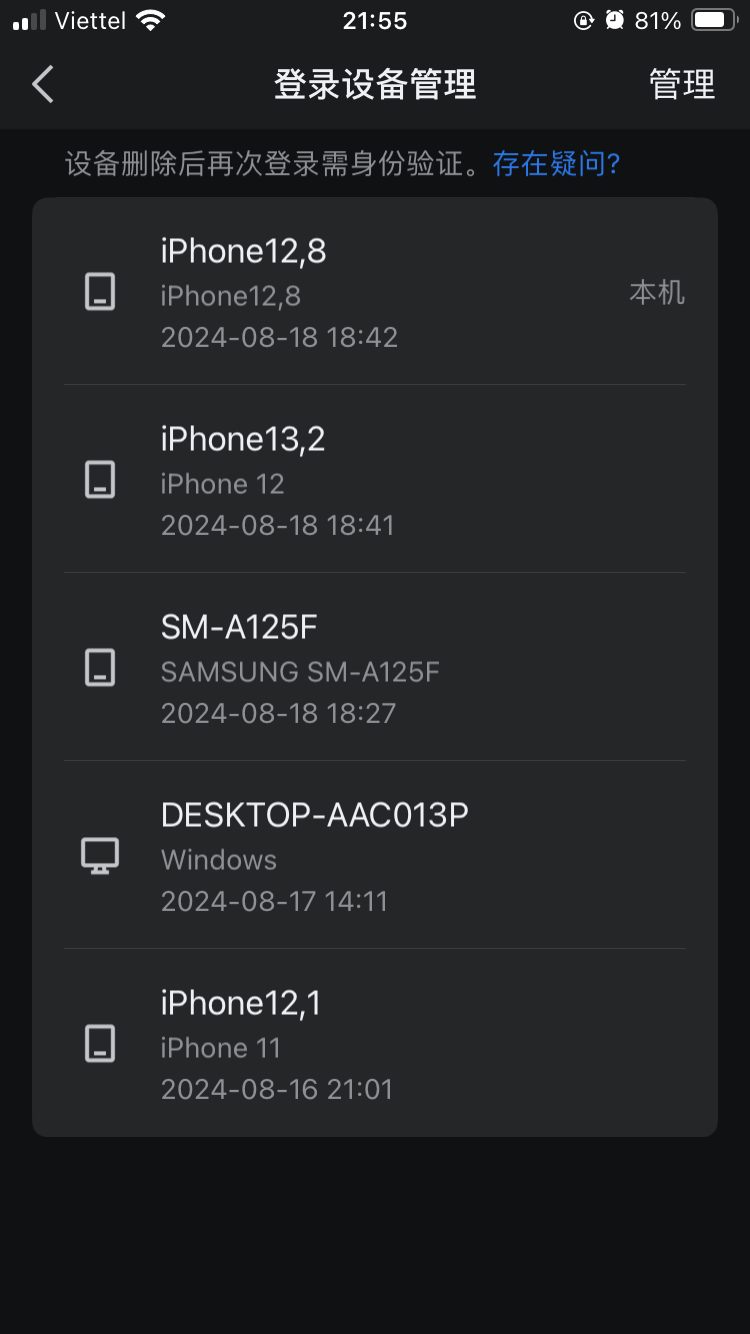 Viettel 21:55 81%
登录设备管理 管理
设备删除后再次登录需身份验证。存在疑问?
iPhone12,8
iPhone12,8 本机
2024-08-18 18:42
iPhone13,2
iPhone 12
2024-08-18 18:41
SM-A125F
SAMSUNG SM-A125F
2024-08-18 18:27
DESKTOP-AAC013P
Windows
2024-08-17 14:11
iPhone12,1
iPhone 11
2024-08-16 21:01